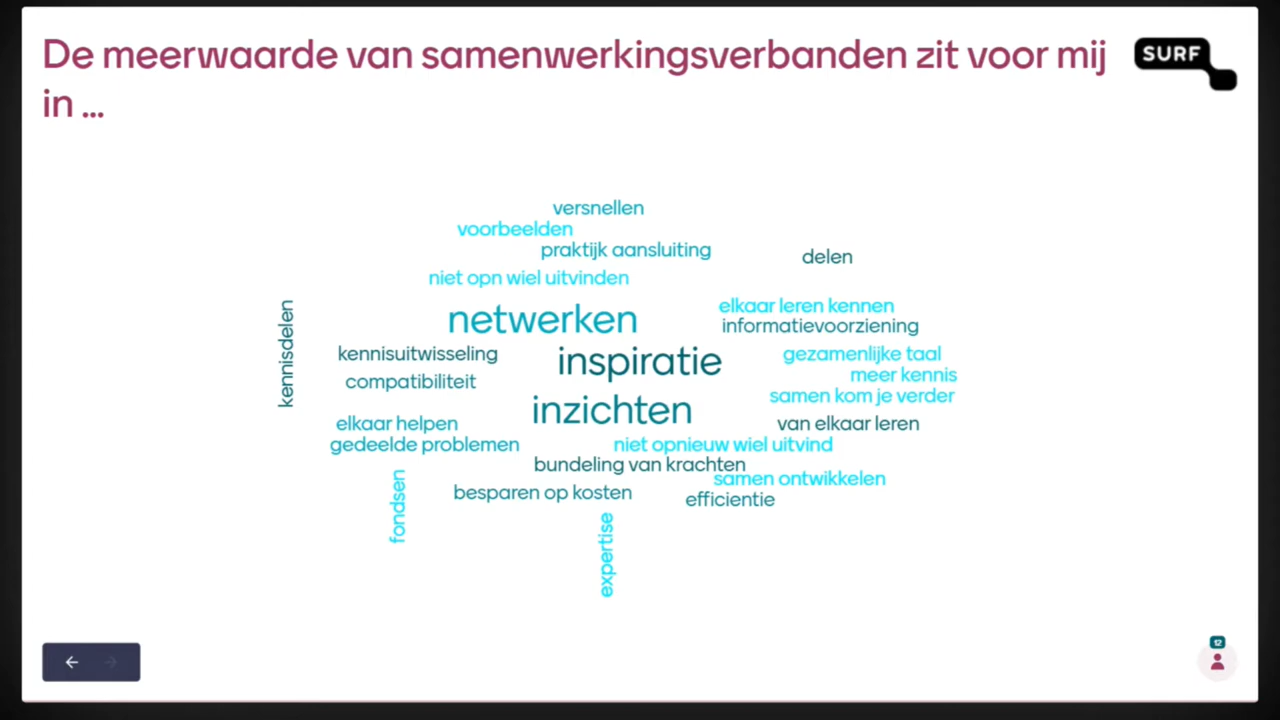 De meerwaarde van samenwerkingsverbanden zit voor mij
in ...
SURF
versnellen
voorbeelden
praktijk aansluiting
delen
niet opn wiel uitvinden
kennisdelen
netwerken
elkaar leren kennen
informatievoorziening
kennisuitwisseling
inspiratie
gezamenlijke taal
compatibiliteit
meer kennis
samen kom je verder
inzichten
elkaar helpen
van elkaar leren
gedeelde problemen
niet opnieuw wiel uitvind
bundeling van krachten
samen ontwikkelen
fondsen
besparen op kosten
efficientie
expertise
12